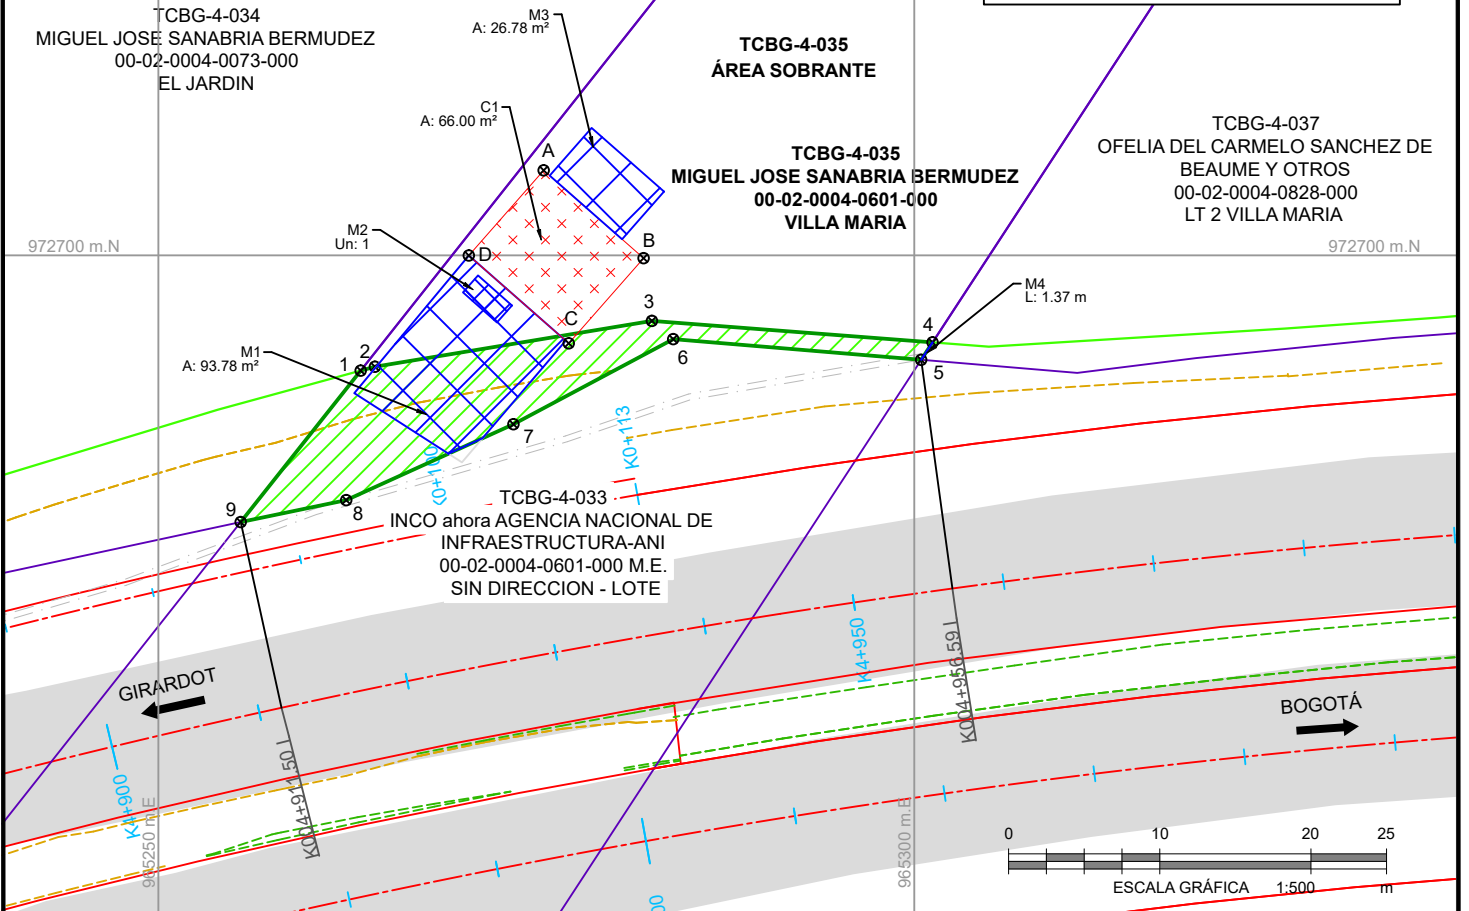 TCBG-4-034
MIGUEL JOSE SANABRIA BERMUDEZ
00-02-0004-0073-000
EL JARDIN
M3
A: 26.78 m²
TCBG-4-035
ÁREA SOBRANTE
C1
A: 66.00 m²
TCBG-4-037
OFELIA DEL CARMELO SANCHEZ DE
BEAUME Y OTROS
00-02-0004-0828-000
LT 2 VILLA MARIA
TCBG-4-035
MIGUEL JOSE SANABRIA BERMUDEZ
00-02-0004-0601-000
VILLA MARIA
A
B
C
D
M2
Un: 1
972700 m.N
972700 m.N
M4
L: 1.37 m
M1
A: 93.78 m²
1
2
3
4
5
6
7
8
9
K0+100
K0+113
TCBG-4-033
INCO ahora AGENCIA NACIONAL DE
INFRAESTRUCTURA-ANI
00-02-0004-0601-000 M.E.
SIN DIRECCION - LOTE
K4+950
K004+956.59 I
GIRARDOT
BOGOTÁ
K4+900
K004+911.50 I
965250 m.E
965300 m.E
00
0
10
20
25
ESCALA GRÁFICA
1:500
m